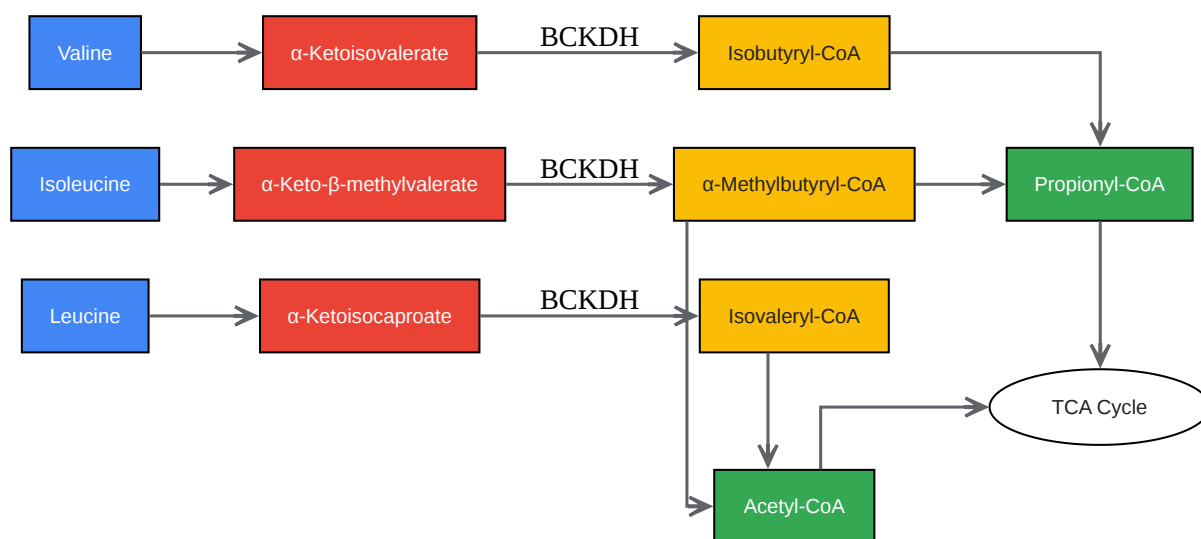 Valine
α-Ketoisovalerate
BCKDH
Isobutyryl-CoA
Isoleucine
α-Keto-β-methylvalerate
BCKDH
α-Methylbutyryl-CoA
Propionyl-CoA
Leucine
α-Ketoisocaproate
BCKDH
Isovaleryl-CoA
TCA Cycle
Acetyl-CoA